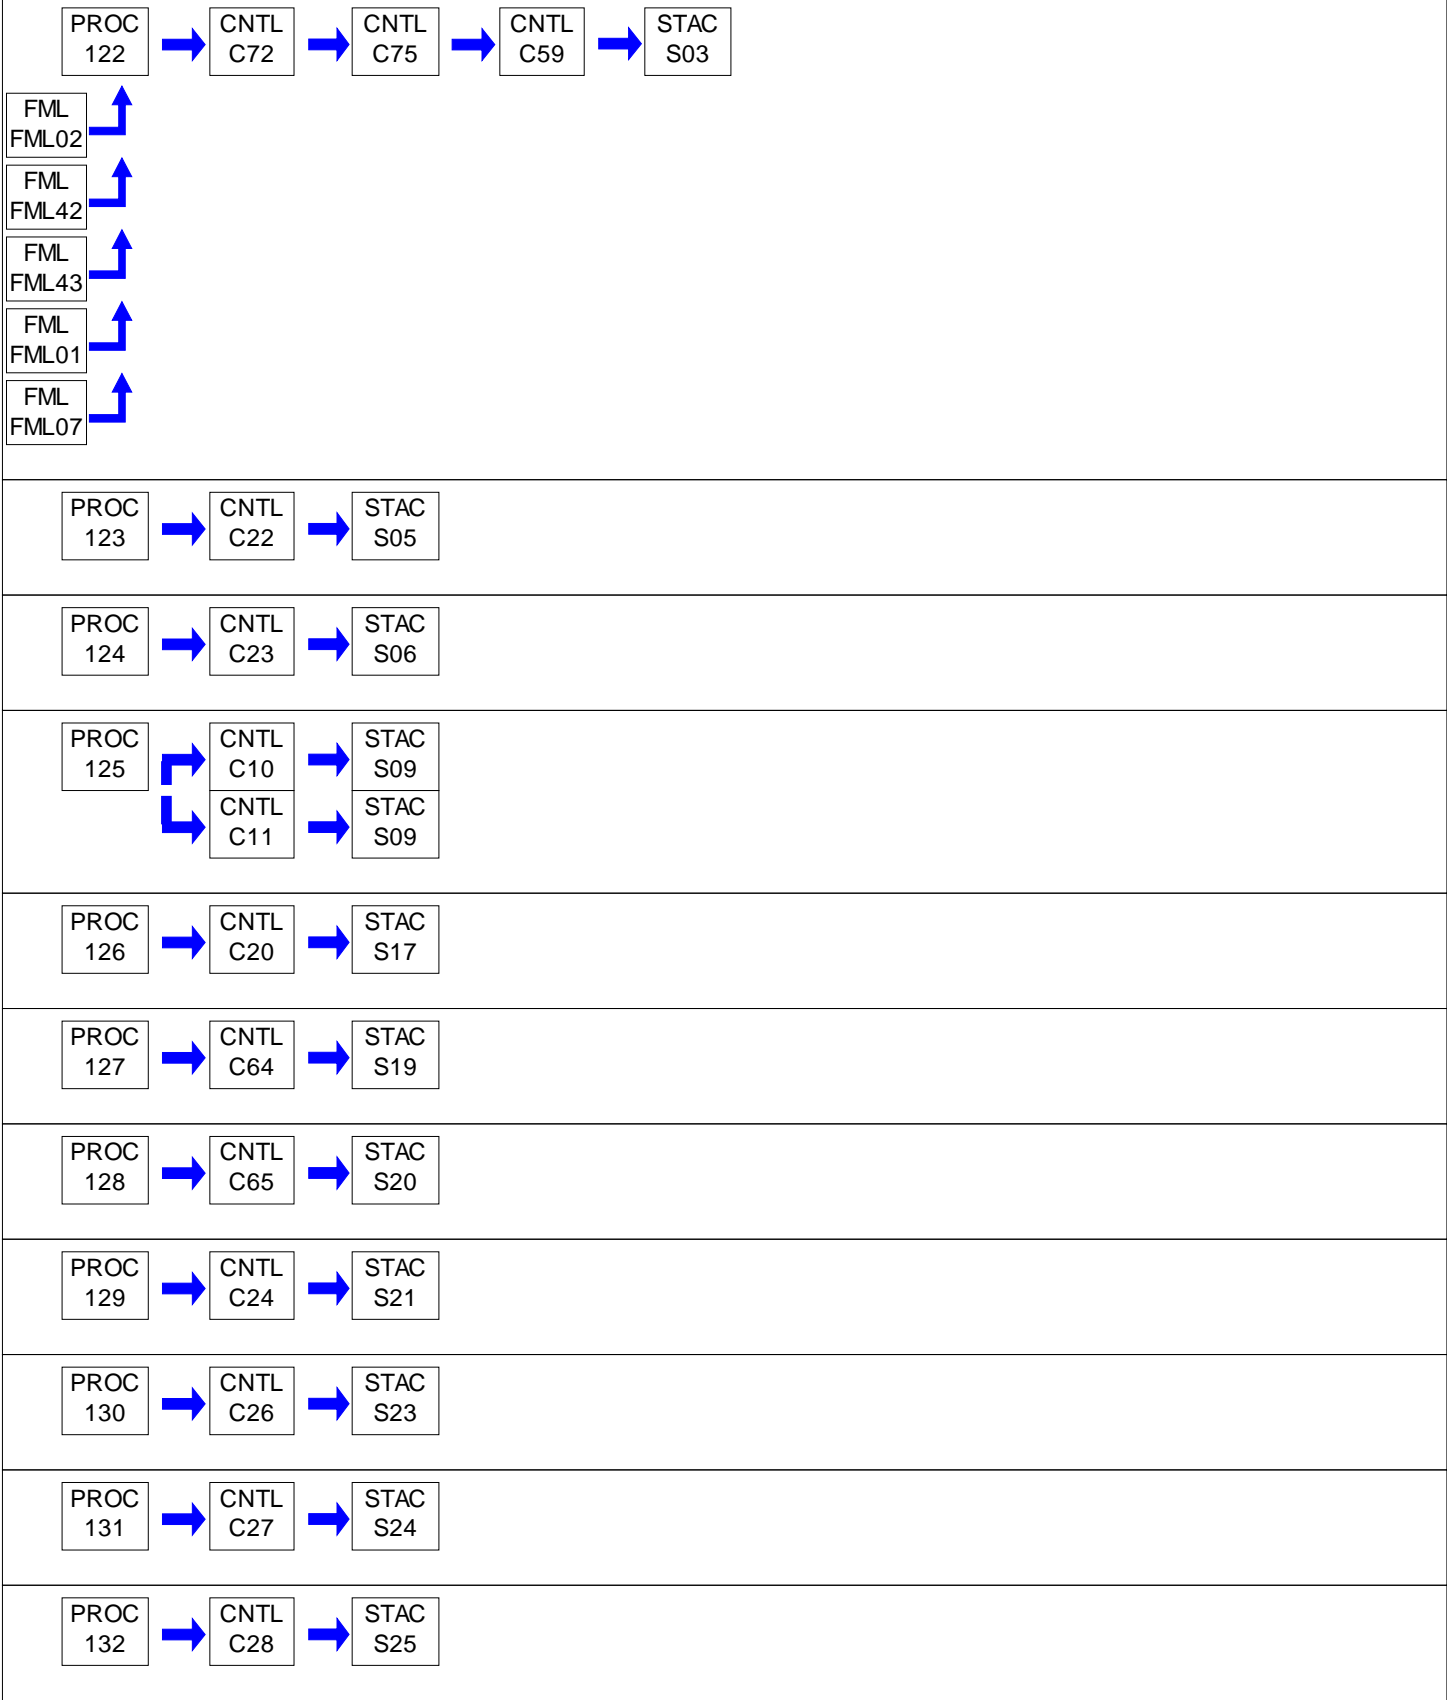 PROC
122
CNTL
C72
CNTL
C75
CNTL
C59
STAC
S03
FML
FML02
FML
FML42
FML
FML43
FML
FML01
FML
FML07
PROC
123
CNTL
C22
STAC
S05
PROC
124
CNTL
C23
STAC
S06
PROC
125
CNTL
C10
STAC
S09
CNTL
C11
STAC
S09
PROC
126
CNTL
C20
STAC
S17
PROC
127
CNTL
C64
STAC
S19
PROC
128
CNTL
C65
STAC
S20
PROC
129
CNTL
C24
STAC
S21
PROC
130
CNTL
C26
STAC
S23
PROC
131
CNTL
C27
STAC
S24
PROC
132
CNTL
C28
STAC
S25